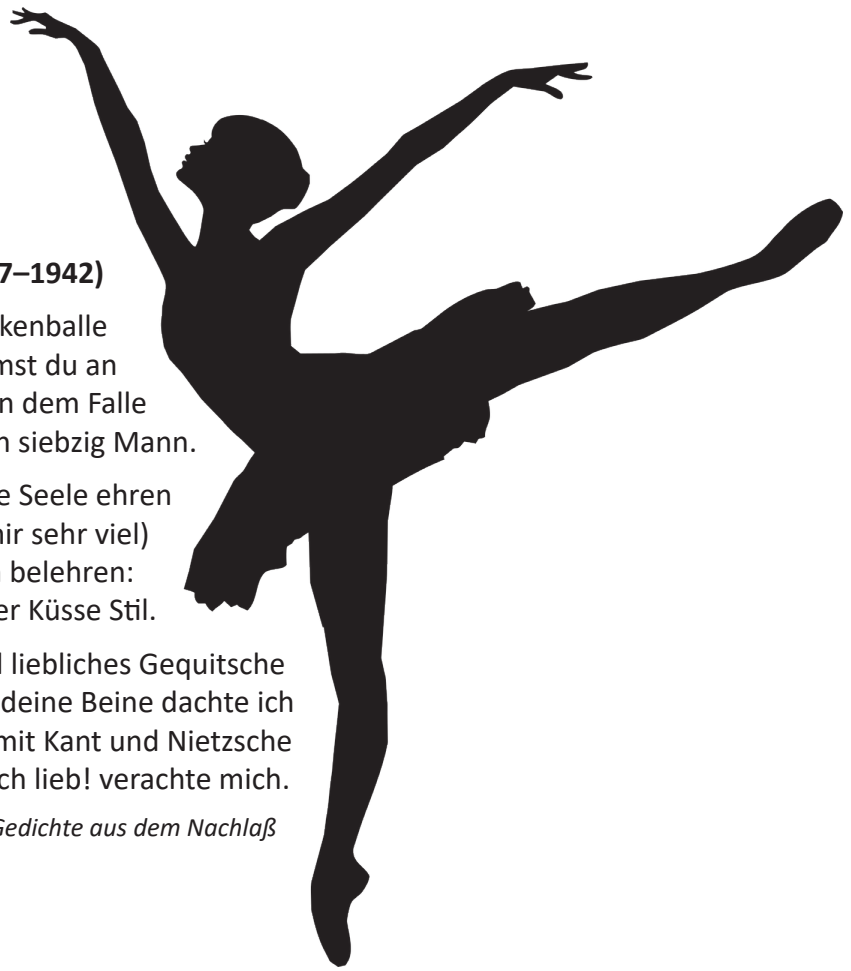 7–1942)
kenballe
mst du an
n dem Falle
n siebzig Mann.
e Seele ehren
nir sehr viel)
belehren:
er Küsse Stil.
liebliches Gequitsche
deine Beine dachte ich
mit Kant und Nietzsche
ch lieb! verachte mich.
Gedichte aus dem Nachlaß